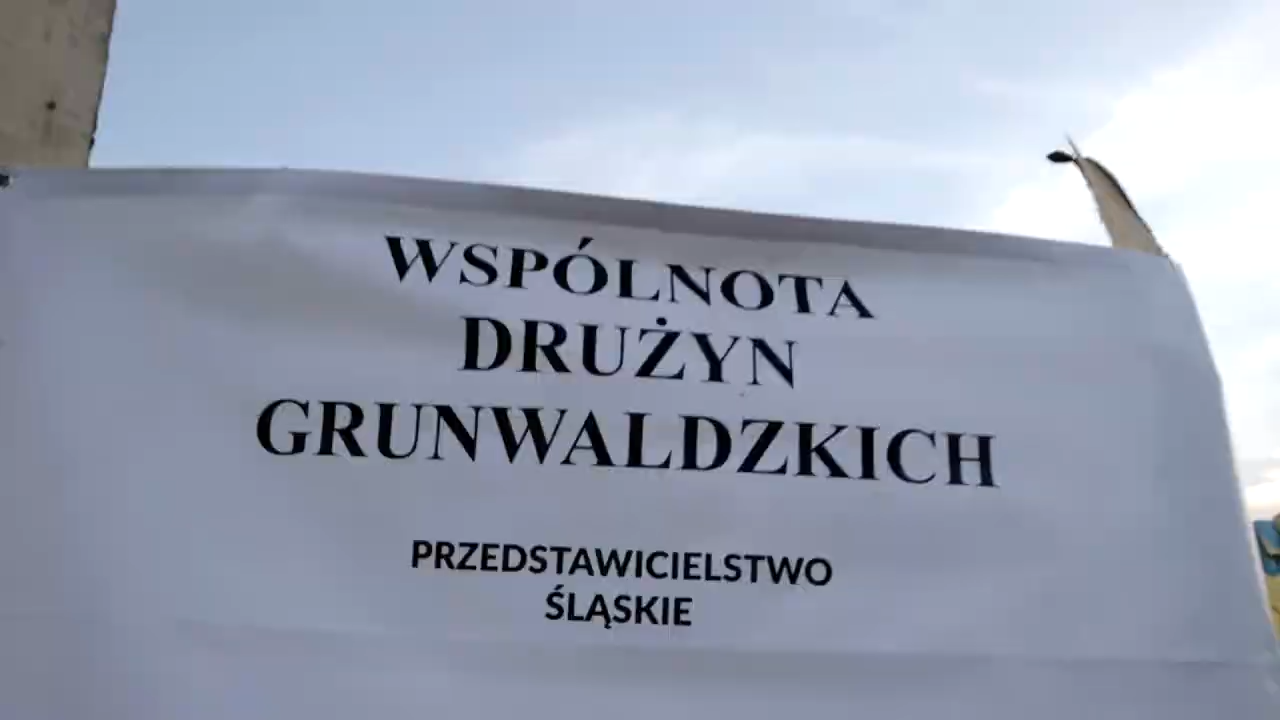 WSPÓLNOTA
DRUŻYN
GRUNWALDZKICH
PRZEDSTAWICIELSTWO
ŚLĄSKIE